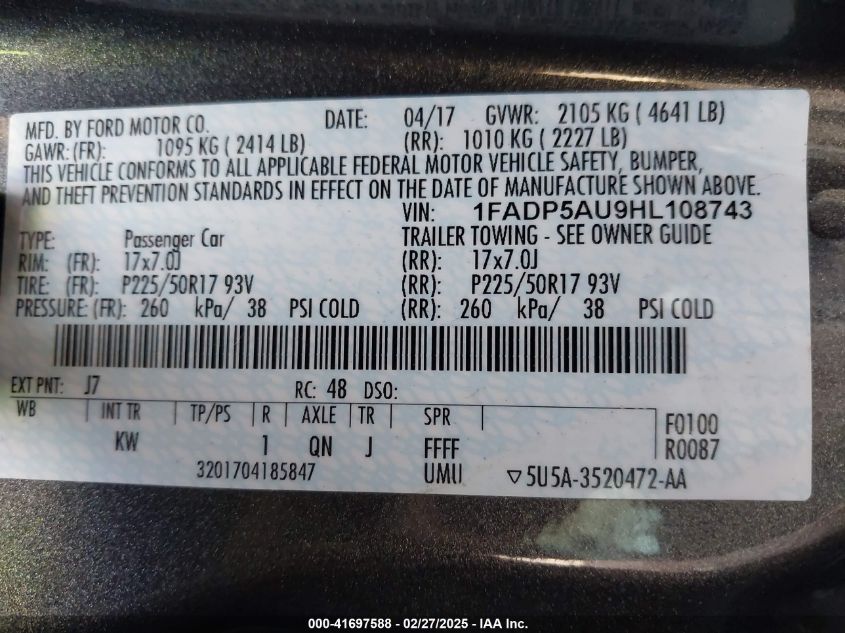 MFD. BY FORD MOTOR CO. DATE: 04/17 GVWR: 2105 KG ( 4641 LB)
GAWR: (FR): 1095 KG ( 2414 LB) (RR): 1010 KG ( 2227 LB)
THIS VEHICLE CONFORMS TO ALL APPLICABLE FEDERAL MOTOR VEHICLE SAFETY, BUMPER,
AND THEFT PREVENTION STANDARDS IN EFFECT ON THE DATE OF MANUFACTURE SHOWN ABOVE.
VIN: 1FADP5AU9HL108743
TYPE: Passenger Car TRAILER TOWING - SEE OWNER GUIDE
RIM: (FR): 17x7.0J (RR): 17x7.0J
TIRE: (FR): P225/50R17 93V (RR): P225/50R17 93V
PRESSURE: (FR): 260 kPa/ 38 PSI COLD (RR): 260 kPa/ 38 PSI COLD
EXT PNT: J7 RC: 48 DSO:
WB INT TR TP/PS R AXLE TR SPR F0100
KW 1 QN J FFFF R0087
3201704185847 UMU ▽5U5A-3520472-AA
000-41697588 - 02/27/2025 - IAA Inc.